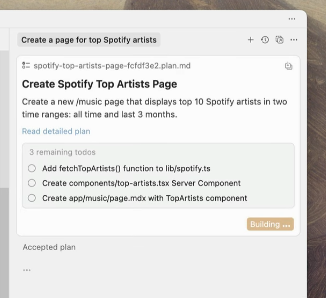 Create a page for top Spotify artists
spotify-top-artists-page-fcfdf3e2.plan.md
Create Spotify Top Artists Page
Create a new /music page that displays top 10 Spotify artists in two
time ranges: all time and last 3 months.
Read detailed plan
3 remaining todos
Add fetchTopArtists() function to lib/spotify.ts
Create components/top-artists.tsx Server Component
Create app/music/page.mdx with TopArtists component
Building ...
Accepted plan
...